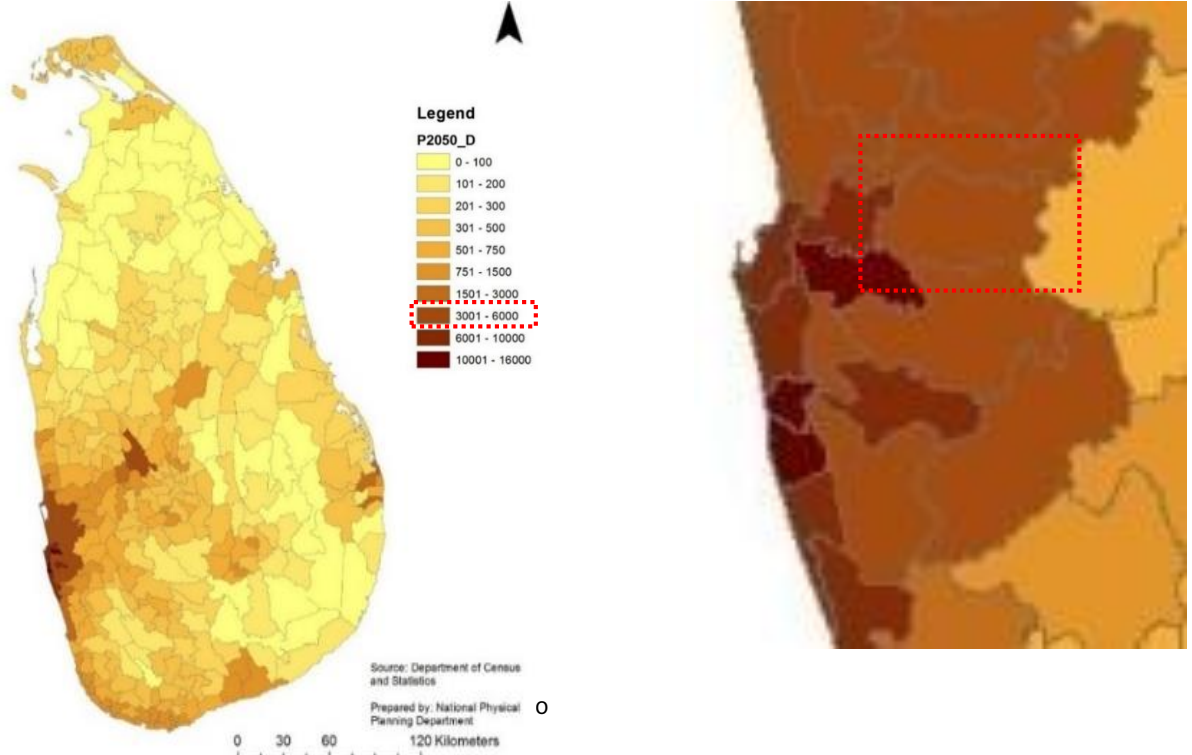 Legend
P2050_D
0 - 100
101 - 200
201 - 300
301 - 500
501 - 750
751 - 1500
1501 - 3000
3001 - 6000
6001 - 10000
10001 - 16000
Source: Department of Census
and Statistics
Prepared by: National Physical
Planning Department
o
0 30 60 120 Kilometers